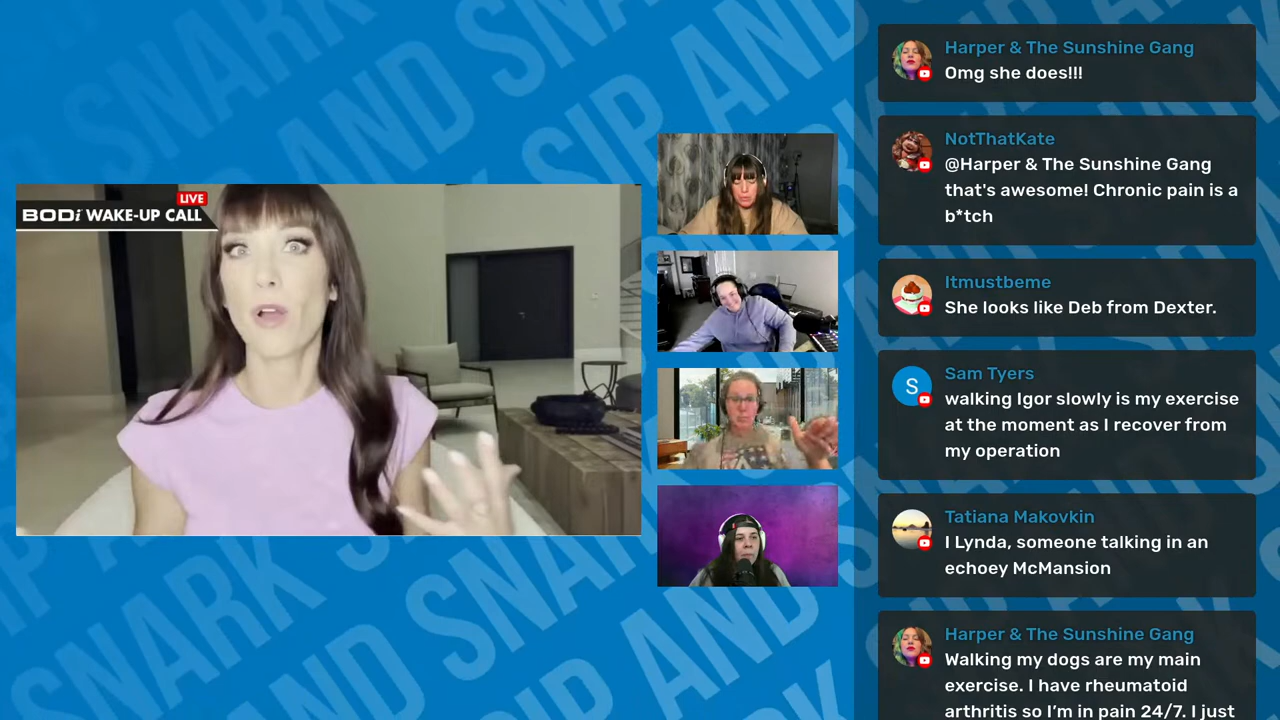 LIVE
BODi WAKE-UP CALL
SIP AND SNARK
Harper & The Sunshine Gang
Omg she does!!!
NotThatKate
@Harper & The Sunshine Gang
that's awesome! Chronic pain is a
b*tch
Itmustbeme
She looks like Deb from Dexter.
S
Sam Tyers
walking Igor slowly is my exercise
at the moment as I recover from
my operation
Tatiana Makovkin
I Lynda, someone talking in an
echoey McMansion
Harper & The Sunshine Gang
Walking my dogs are my main
exercise. I have rheumatoid
arthritis so I'm in pain 24/7. I just